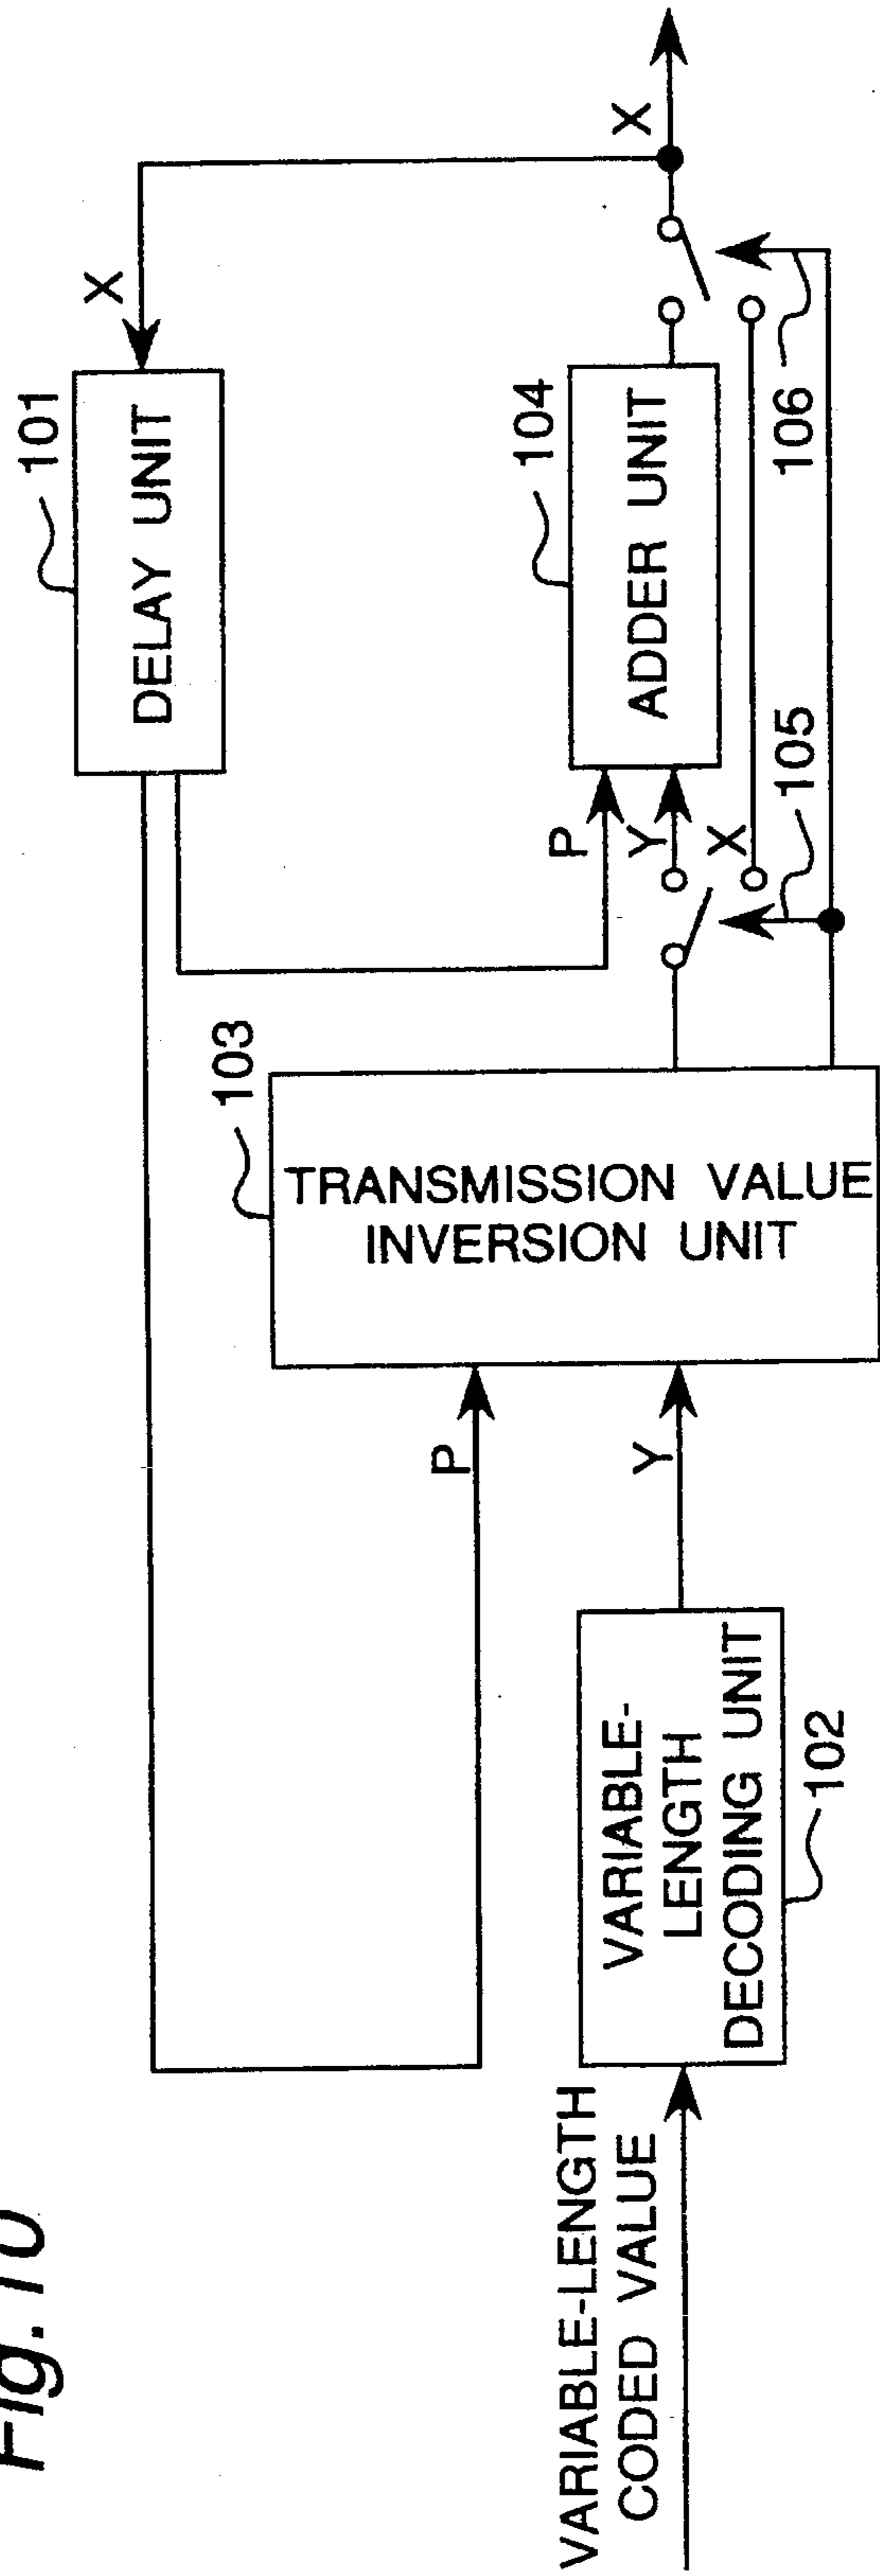 Fig.10
VARIABLE-LENGTH
CODED VALUE
VARIABLE-
LENGTH
DECODING UNIT
102
P
Y
103
TRANSMISSION VALUE
INVERSION UNIT
101
DELAY UNIT
X
P
Y
X
105
104
ADDER UNIT
106
X